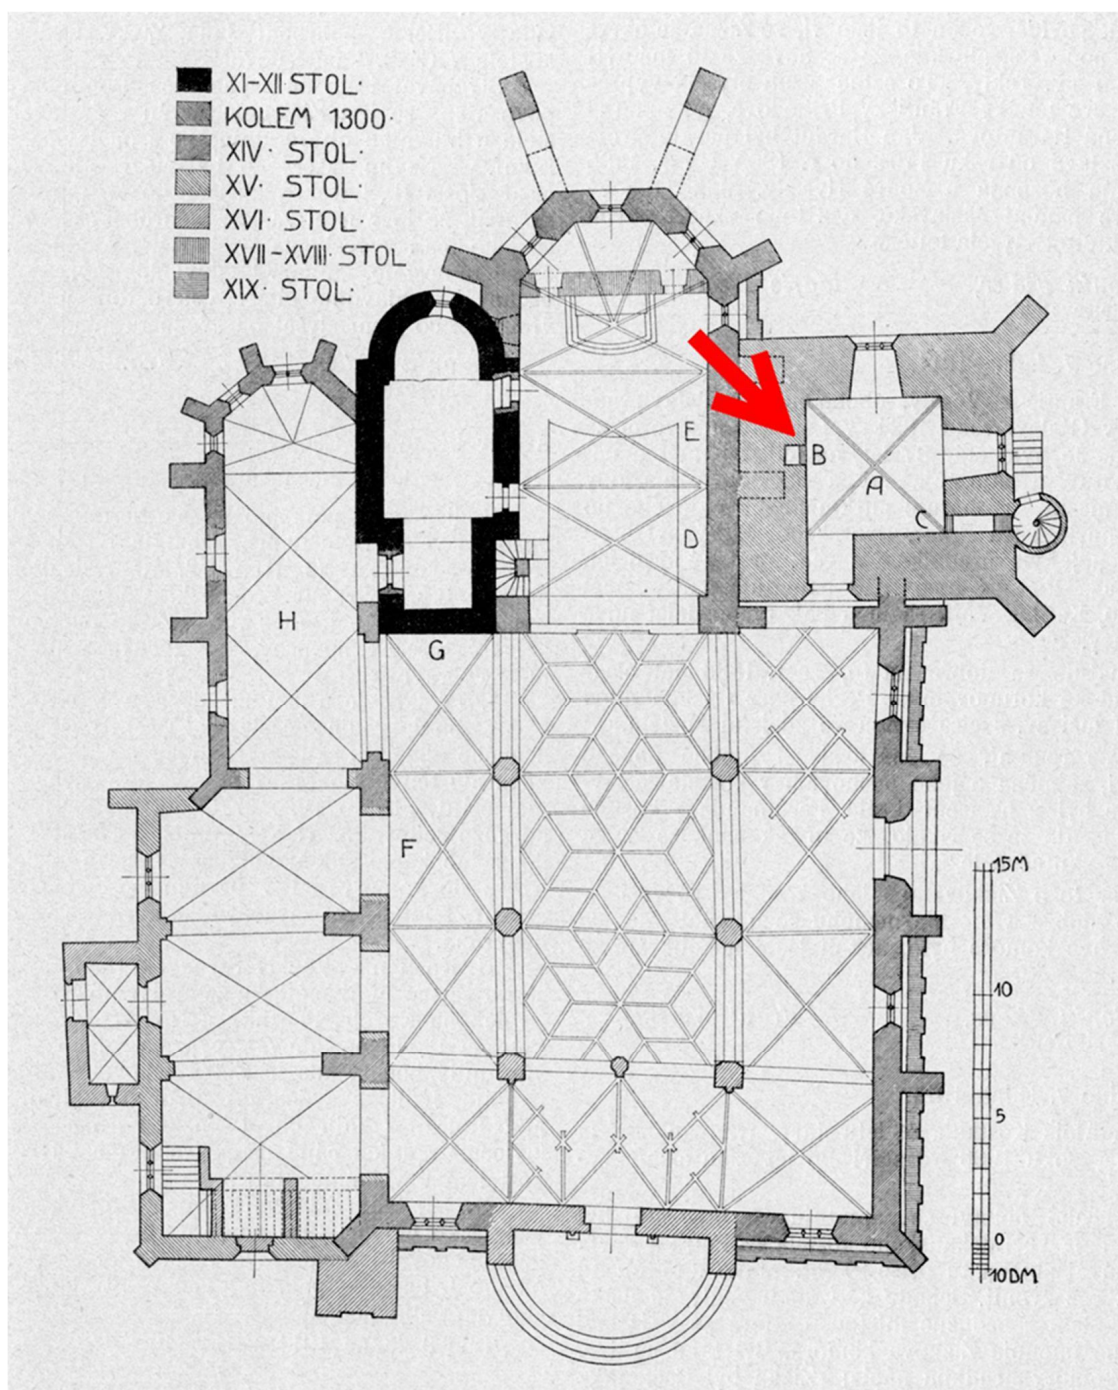 XI-XII·STOL·
KOLEM 1300·
XIV· STOL·
XV· STOL·
XVI· STOL·
XVII-XVIII· STOL
XIX· STOL·
E
B
A
C
D
H
G
F
15M
10
5
0
10DM